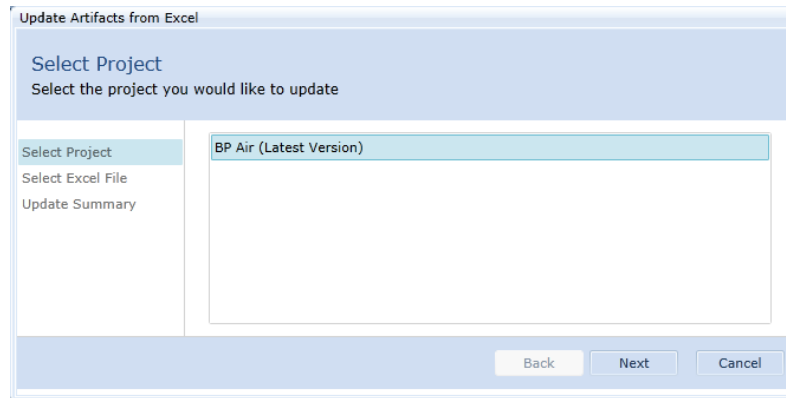 Update Artifacts from Excel
Select Project
Select the project you would like to update
Select Project
Select Excel File
Update Summary
BP Air (Latest Version)
Back
Next
Cancel